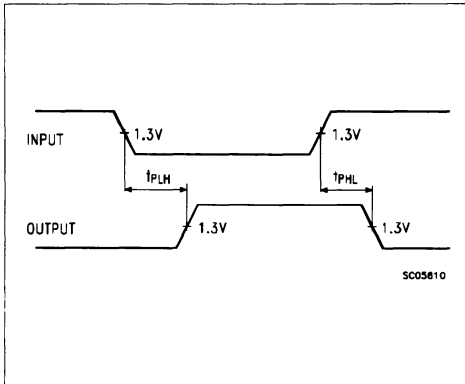 INPUT
1.3V
1.3V
tPLH
tPHL
OUTPUT
1.3V
1.3V
SC05610